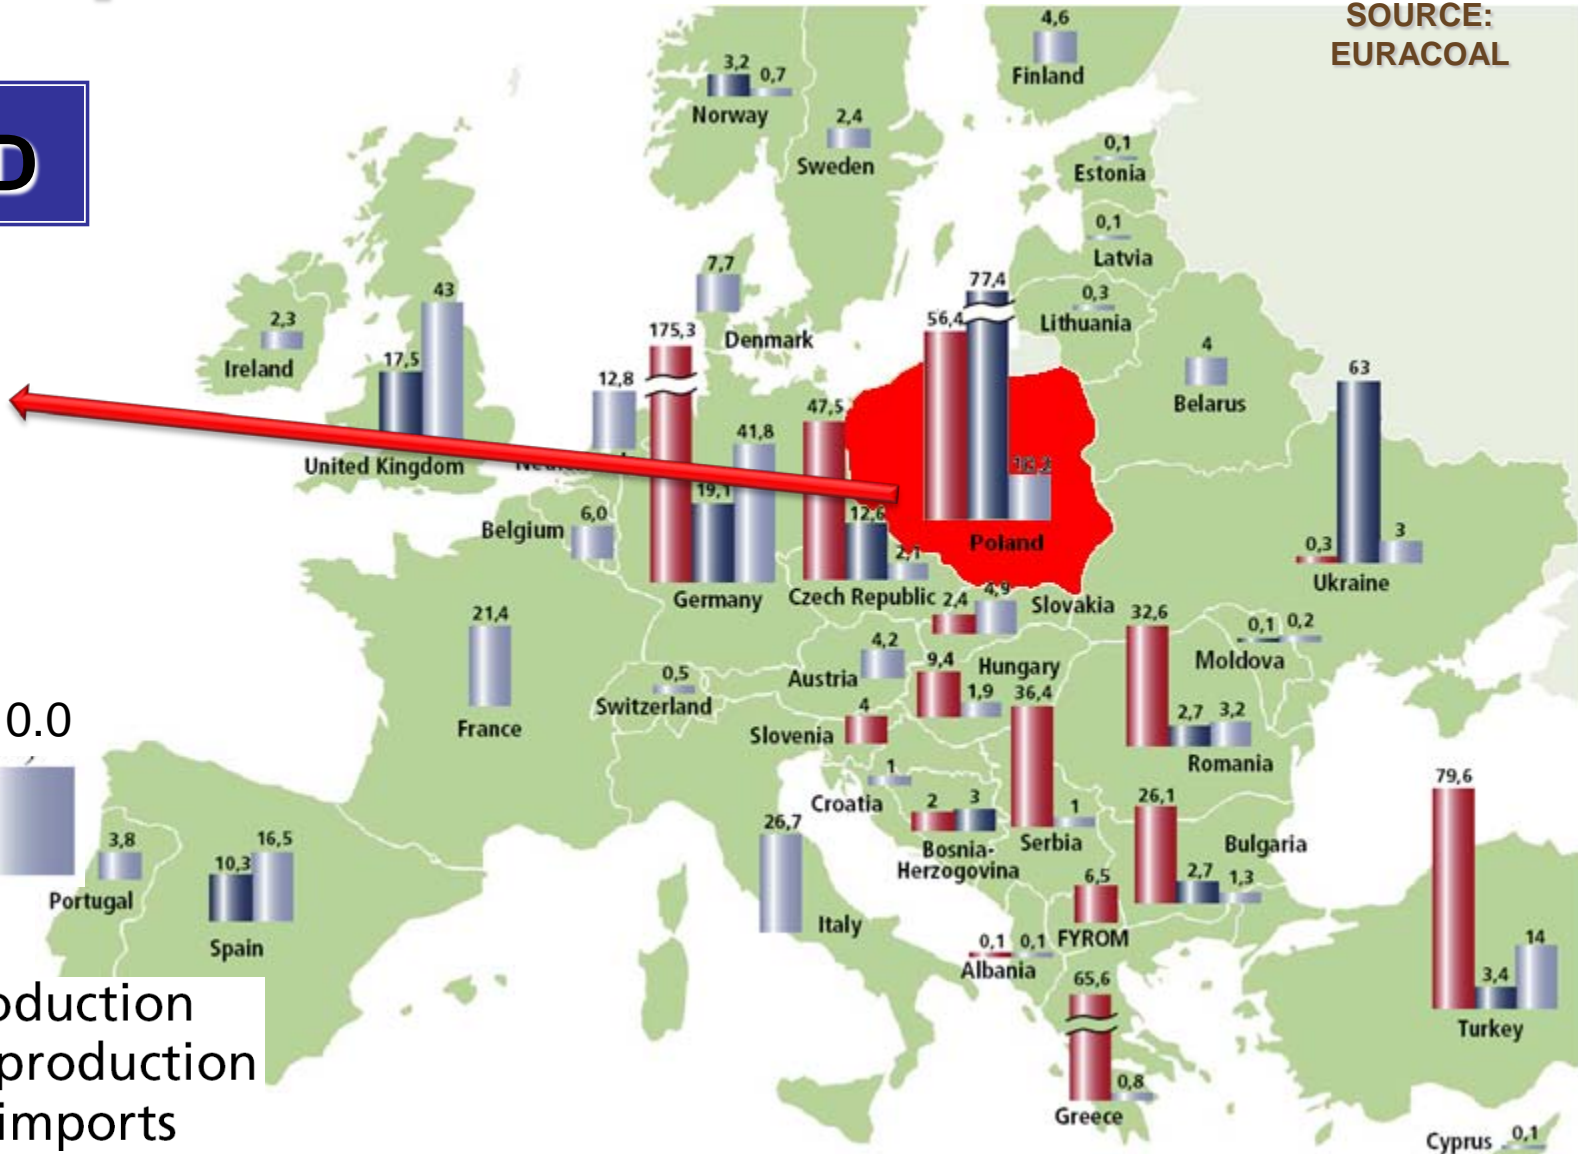 SOURCE:
EURACOAL
D
4,6
Finland
3,2 0,7
Norway
2,4
Sweden
0,1
Estonia
0,1
Latvia
0,3
Lithuania
7,7
Denmark
43
17,5
United Kingdom
2,3
Ireland
12,8
175,3
19,1
41,8
Germany
47,5
12,6
2,1
Czech Republic
56,4
77,4
Poland
4
Belarus
63
0,3
3
Ukraine
6,0
Belgium
21,4
France
0,5
Switzerland
4,2
Austria
2,4 4,9
Slovakia
9,4
1,9
Hungary
4
Slovenia
1
Croatia
2 3
Bosnia-
Herzogovina
36,4
1
Serbia
32,6
2,7 3,2
Romania
0,1 0,2
Moldova
26,1
2,7 1,3
Bulgaria
6,5
FYROM
0,1 0,1
Albania
65,6
0,8
Greece
79,6
3,4
14
Turkey
0,1
Cyprus
26,7
Italy
0.0
3,8
Portugal
10,3 16,5
Spain
oduction
production
imports